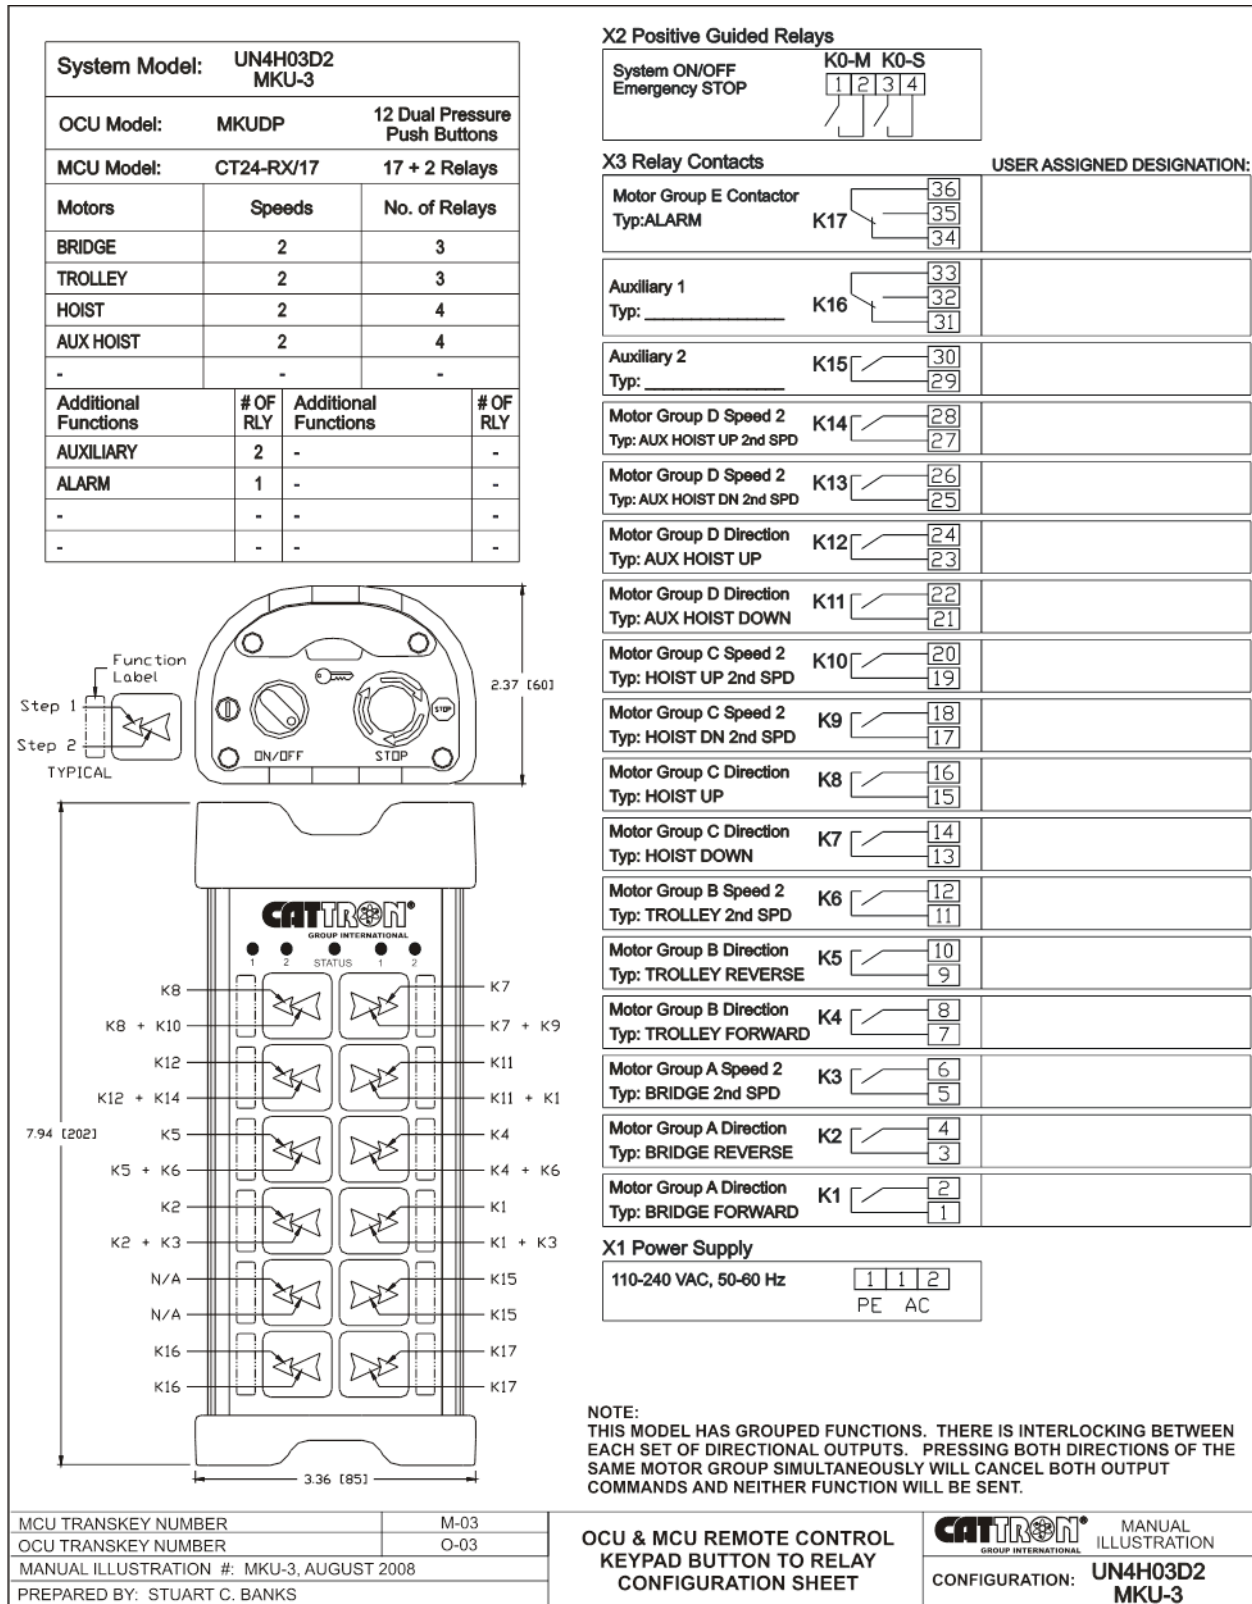 System Model: UN4H03D2
MKU-3
OCU Model: MKUDP 12 Dual Pressure
Push Buttons
MCU Model: CT24-RX/17 17 + 2 Relays
Motors Speeds No. of Relays
BRIDGE 2 3
TROLLEY 2 3
HOIST 2 4
AUX HOIST 2 4
- - -
Additional Functions # OF RLY Additional Functions # OF RLY
AUXILIARY 2 - -
ALARM 1 - -
- - - -
- - - -
Function
Label
Step 1
Step 2
TYPICAL
ON/OFF
STOP
STOP
2.37 [60]
CATTRON®
GROUP INTERNATIONAL
1 2 STATUS 1 2
K8 K7
K8 + K10 K7 + K9
K12 K11
K12 + K14 K11 + K1
K5 K4
K5 + K6 K4 + K6
K2 K1
K2 + K3 K1 + K3
N/A K15
N/A K15
K16 K17
K16 K17
7.94 [202]
3.36 [85]
X2 Positive Guided Relays
System ON/OFF
Emergency STOP
K0-M K0-S
1 2 3 4
X3 Relay Contacts USER ASSIGNED DESIGNATION:
Motor Group E Contactor
Typ:ALARM
K17
36
35
34
Auxiliary 1
Typ: _______________
K16
33
32
31
Auxiliary 2
Typ: _______________
K15
30
29
Motor Group D Speed 2
Typ: AUX HOIST UP 2nd SPD
K14
28
27
Motor Group D Speed 2
Typ: AUX HOIST DN 2nd SPD
K13
26
25
Motor Group D Direction
Typ: AUX HOIST UP
K12
24
23
Motor Group D Direction
Typ: AUX HOIST DOWN
K11
22
21
Motor Group C Speed 2
Typ: HOIST UP 2nd SPD
K10
20
19
Motor Group C Speed 2
Typ: HOIST DN 2nd SPD
K9
18
17
Motor Group C Direction
Typ: HOIST UP
K8
16
15
Motor Group C Direction
Typ: HOIST DOWN
K7
14
13
Motor Group B Speed 2
Typ: TROLLEY 2nd SPD
K6
12
11
Motor Group B Direction
Typ: TROLLEY REVERSE
K5
10
9
Motor Group B Direction
Typ: TROLLEY FORWARD
K4
8
7
Motor Group A Speed 2
Typ: BRIDGE 2nd SPD
K3
6
5
Motor Group A Direction
Typ: BRIDGE REVERSE
K2
4
3
Motor Group A Direction
Typ: BRIDGE FORWARD
K1
2
1
X1 Power Supply
110-240 VAC, 50-60 Hz
1 1 2
PE AC
NOTE:
THIS MODEL HAS GROUPED FUNCTIONS. THERE IS INTERLOCKING BETWEEN
EACH SET OF DIRECTIONAL OUTPUTS. PRESSING BOTH DIRECTIONS OF THE
SAME MOTOR GROUP SIMULTANEOUSLY WILL CANCEL BOTH OUTPUT
COMMANDS AND NEITHER FUNCTION WILL BE SENT.
MCU TRANSKEY NUMBER M-03
OCU TRANSKEY NUMBER O-03
MANUAL ILLUSTRATION #: MKU-3, AUGUST 2008
PREPARED BY: STUART C. BANKS
OCU & MCU REMOTE CONTROL
KEYPAD BUTTON TO RELAY
CONFIGURATION SHEET
CATTRON®
GROUP INTERNATIONAL
MANUAL
ILLUSTRATION
CONFIGURATION: UN4H03D2
MKU-3